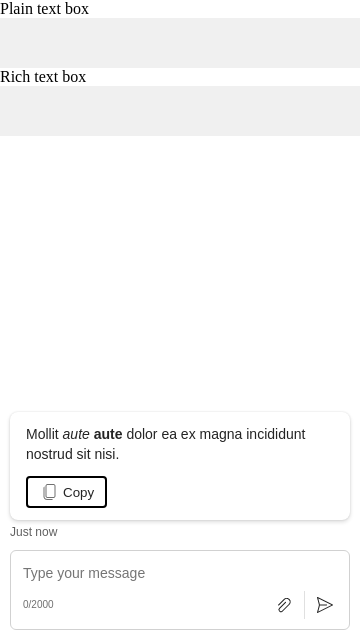 Plain text box
Rich text box
Mollit aute aute dolor ea ex magna incididunt
nostrud sit nisi.
Copy
Just now
Type your message
0/2000